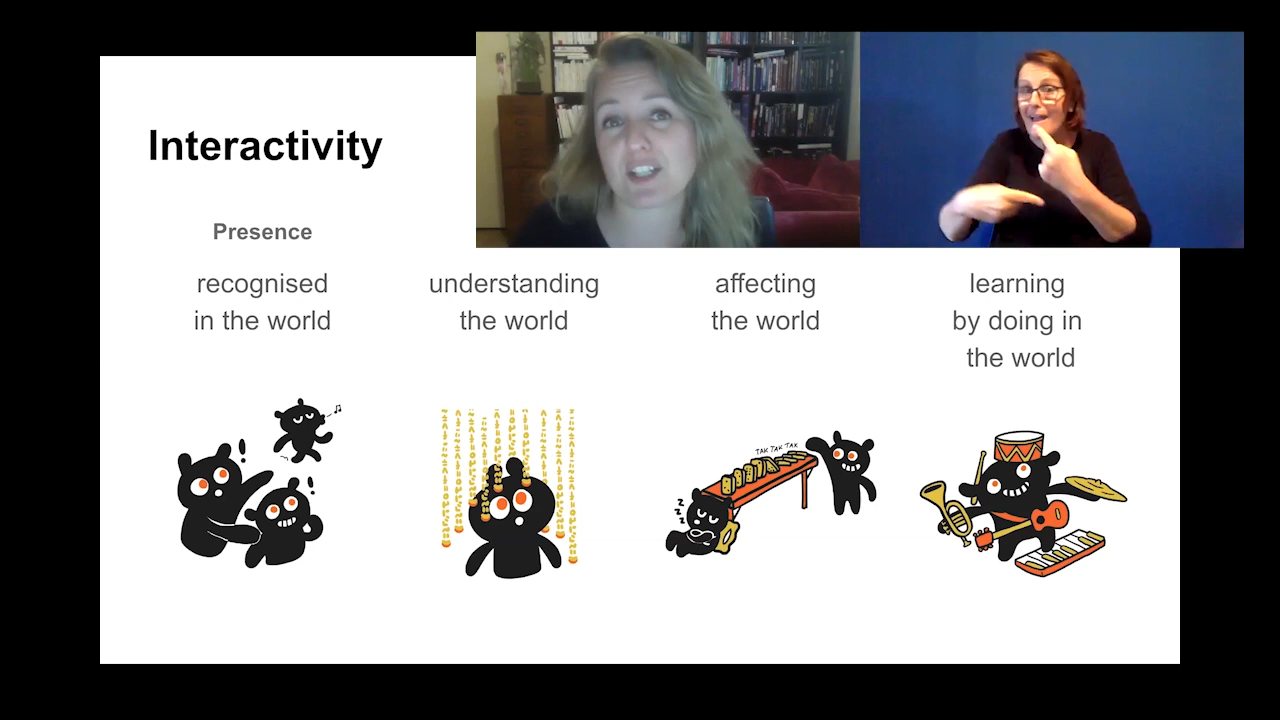 Interactivity
Presence
recognised
in the world
understanding
the world
affecting
the world
learning
by doing in
the world
TAK TAK TAK
z
z
z